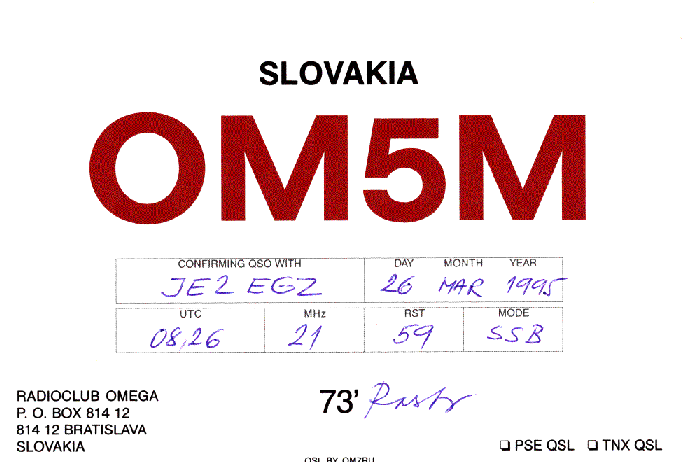 SLOVAKIA
OM5M
CONFIRMING QSO WITH DAY MONTH YEAR
JE2 EGZ 26 MAR 1995
UTC MHz RST MODE
08,26 21 59 SSB
RADIOCLUB OMEGA
P. O. BOX 814 12
814 12 BRATISLAVA
SLOVAKIA
73'
☐ PSE QSL ☐ TNX QSL